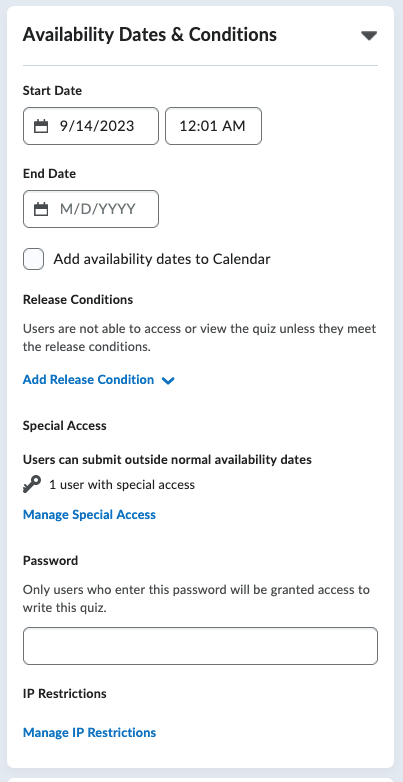 Availability Dates & Conditions
Start Date
9/14/2023 12:01 AM
End Date
M/D/YYYY
Add availability dates to Calendar
Release Conditions
Users are not able to access or view the quiz unless they meet
the release conditions.
Add Release Condition
Special Access
Users can submit outside normal availability dates
1 user with special access
Manage Special Access
Password
Only users who enter this password will be granted access to
write this quiz.
IP Restrictions
Manage IP Restrictions